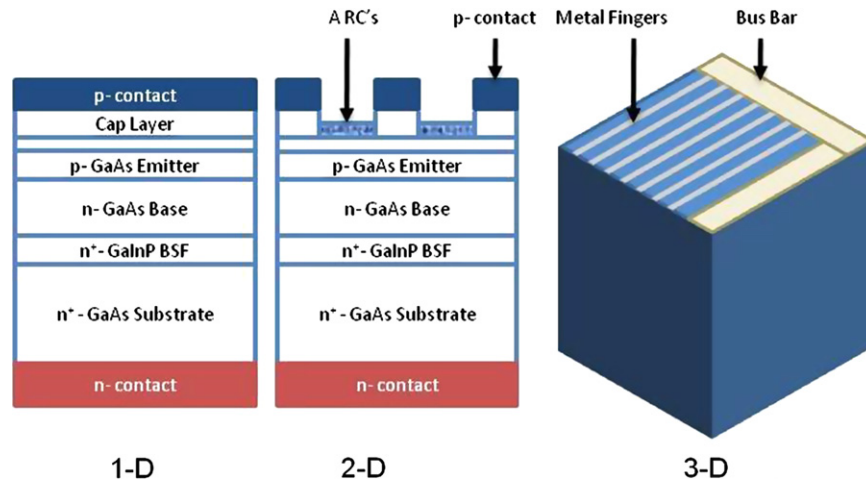 A RC's
p- contact
Metal Fingers
Bus Bar
p- contact
Cap Layer
p- GaAs Emitter
n- GaAs Base
n⁺- GaInP BSF
n⁺ - GaAs Substrate
n- contact
p- GaAs Emitter
n- GaAs Base
n⁺- GaInP BSF
n⁺ - GaAs Substrate
n- contact
1-D
2-D
3-D